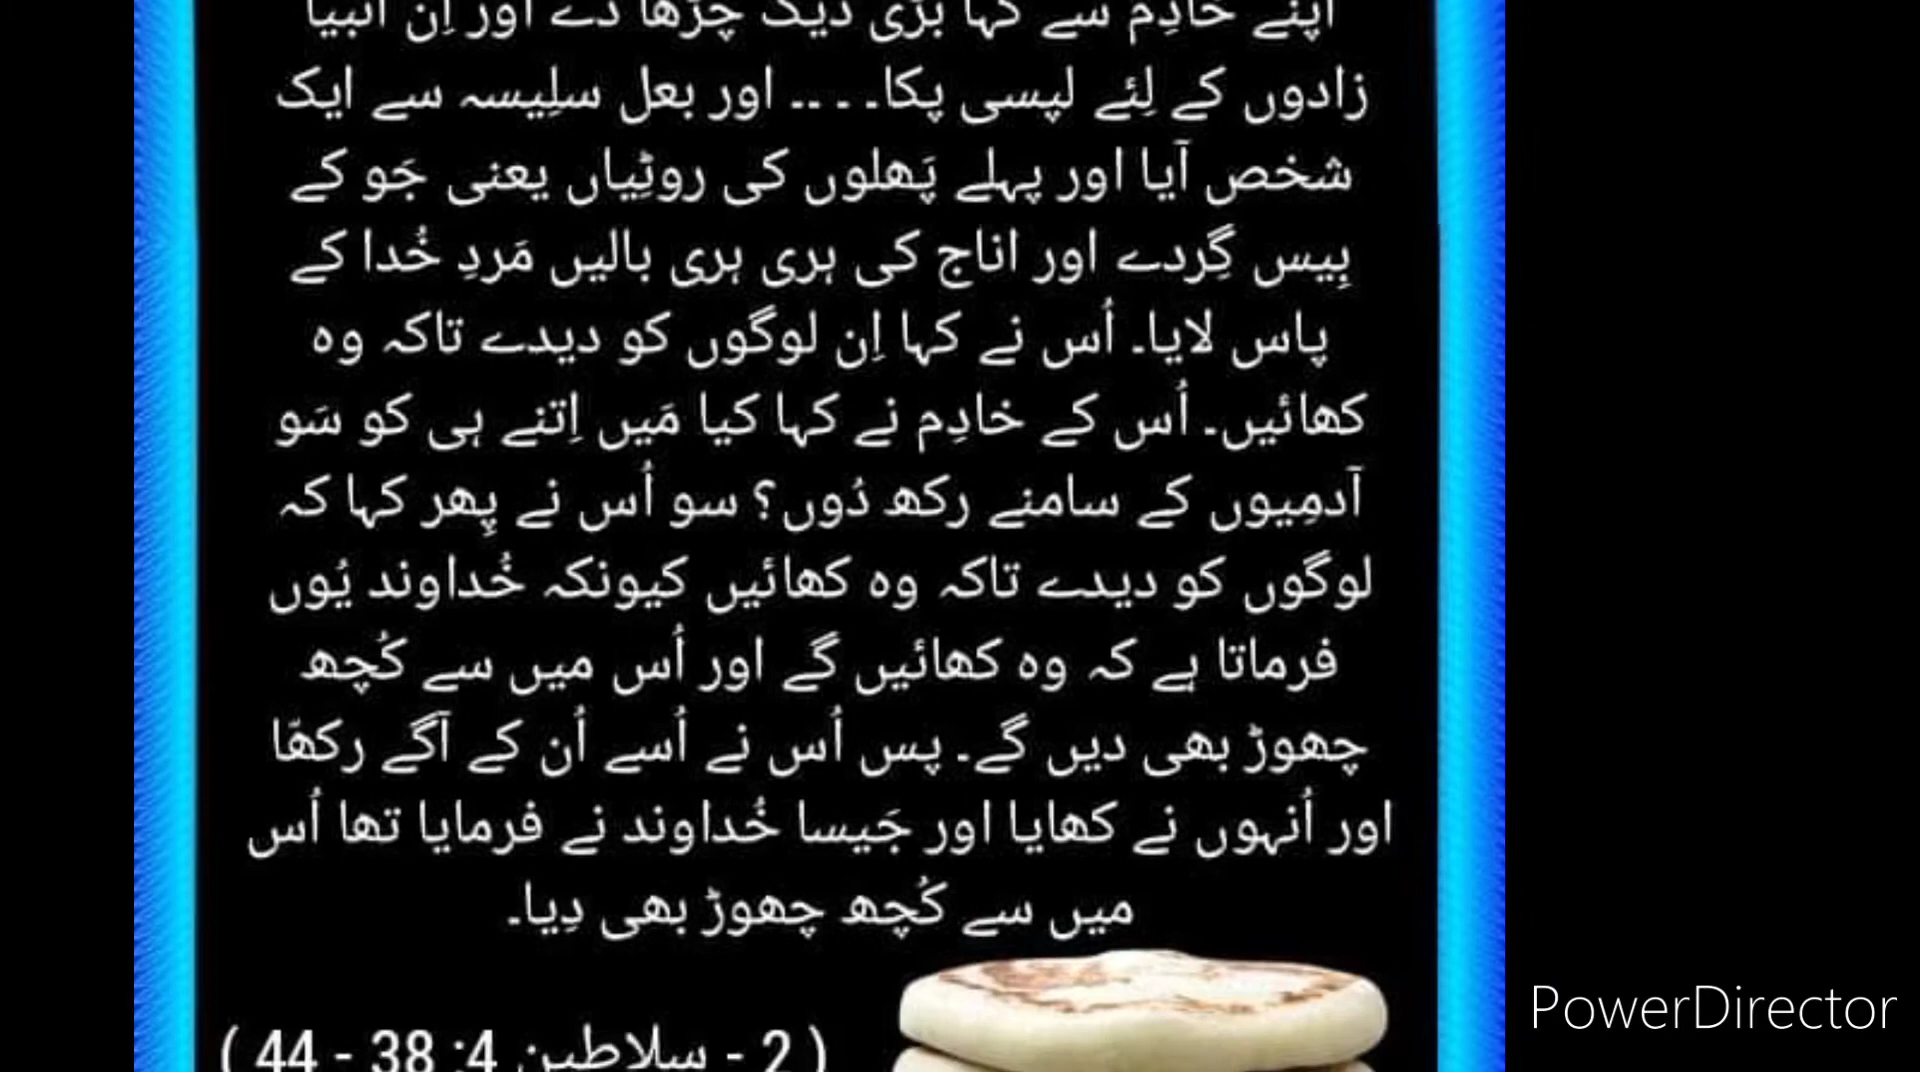 اپنے خادِم سے کہا بڑی دیگ چڑھا دے اور اِن انبیا
زادوں کے لِئے لپسی پکا۔ ۔ ۔۔ اور بعل سلِیسہ سے ایک
شخص آیا اور پہلے پَھلوں کی روٹِیاں یعنی جَو کے
بِیس گِردے اور اناج کی ہری ہری بالیں مَردِ خُدا کے
پاس لایا۔ اُس نے کہا اِن لوگوں کو دیدے تاکہ وہ
کھائیں۔ اُس کے خادِم نے کہا کیا مَیں اِتنے ہی کو سَو
آدمِیوں کے سامنے رکھ دُوں؟ سو اُس نے پِھر کہا کہ
لوگوں کو دیدے تاکہ وہ کھائیں کیونکہ خُداوند یُوں
فرماتا ہے کہ وہ کھائیں گے اور اُس میں سے کُچھ
چھوڑ بھی دیں گے۔ پس اُس نے اُسے اُن کے آگے رکھّا
اور اُنہوں نے کھایا اور جَیسا خُداوند نے فرمایا تھا اُس
میں سے کُچھ چھوڑ بھی دِیا۔
( 2 - سلاطین 4: 38 - 44 )
PowerDirector